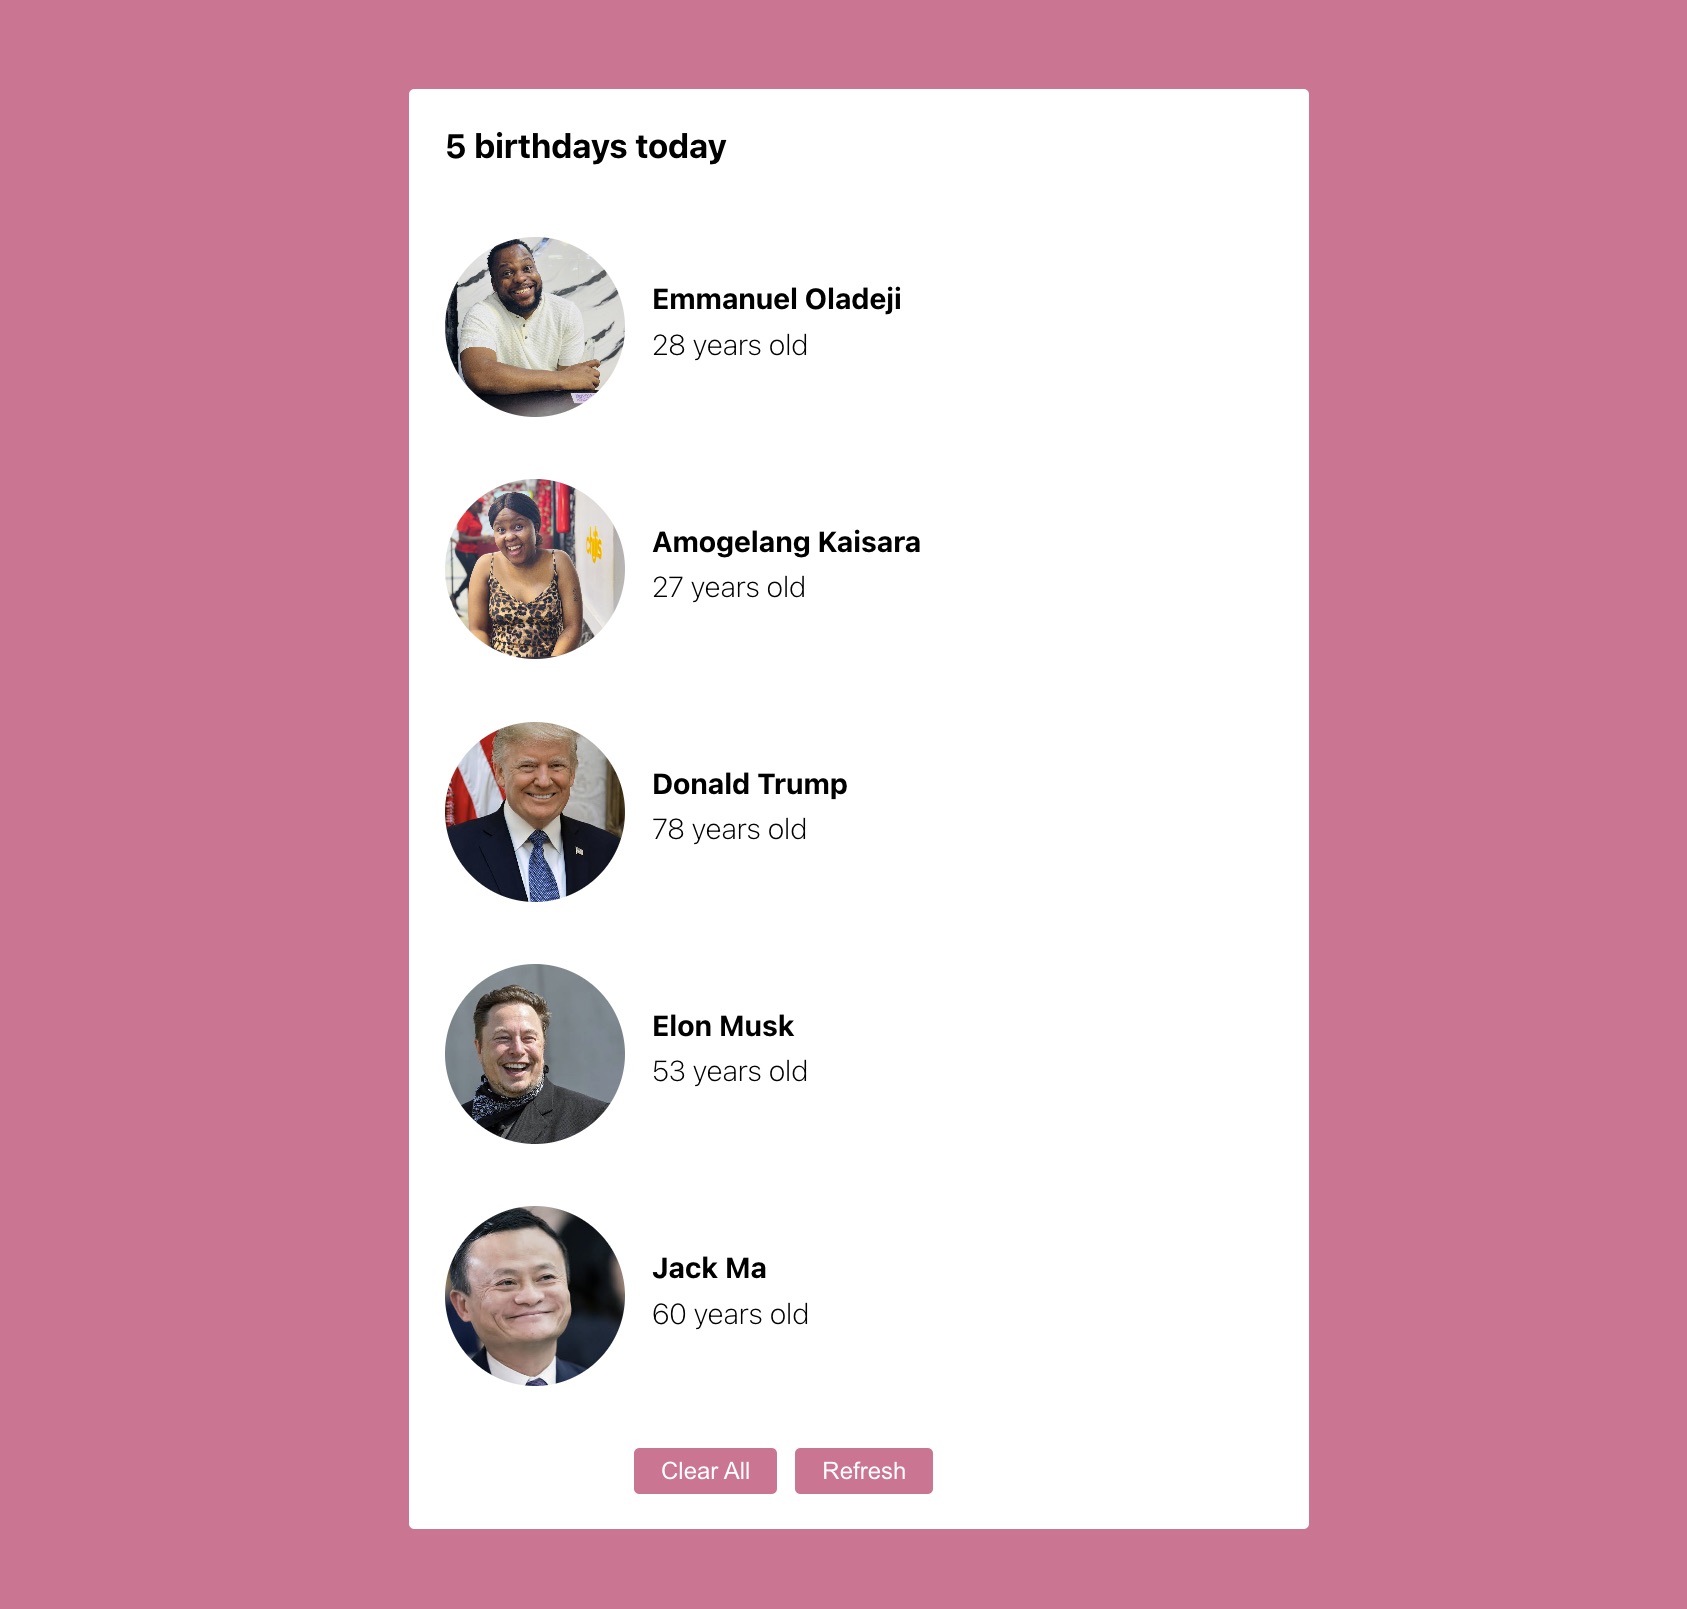 5 birthdays today
Emmanuel Oladeji
28 years old
Amogelang Kaisara
27 years old
Donald Trump
78 years old
Elon Musk
53 years old
Jack Ma
60 years old
Clear All
Refresh